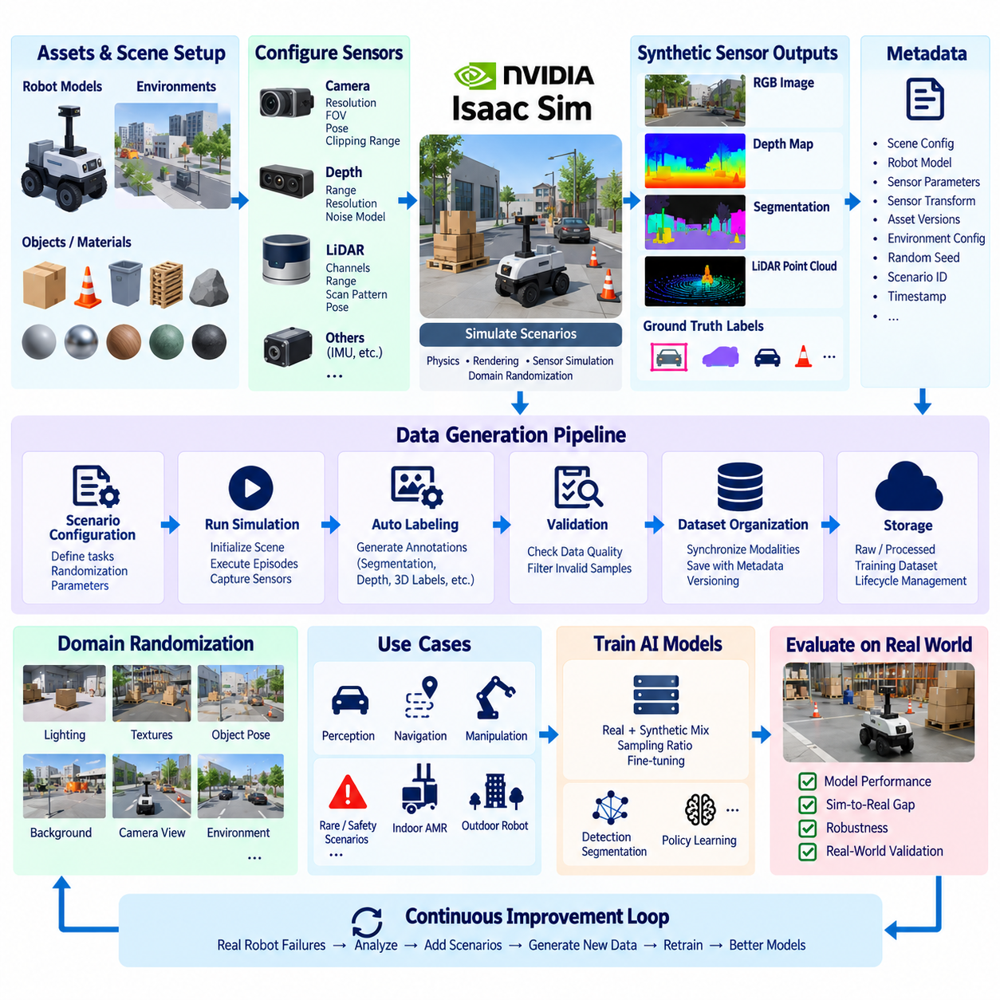 Assets & Scene Setup
Robot Models
Environments
Objects / Materials
Configure Sensors
Camera
Resolution
FOV
Pose
Clipping Range
Depth
Range
Resolution
Noise Model
LiDAR
Channels
Range
Scan Pattern
Pose
Others
(IMU, etc.)
...
NVIDIA
Isaac Sim
Simulate Scenarios
Physics • Rendering • Sensor Simulation
Domain Randomization
Synthetic Sensor Outputs
RGB Image
Depth Map
Segmentation
LiDAR Point Cloud
Ground Truth Labels
...
Metadata
• Scene Config
• Robot Model
• Sensor Parameters
• Sensor Transform
• Asset Versions
• Environment Config
• Random Seed
• Scenario ID
• Timestamp
• ...
Data Generation Pipeline
Scenario
Configuration
Define tasks
Randomization
Parameters
Run Simulation
Initialize Scene
Execute Episodes
Capture Sensors
Auto Labeling
Generate Annotations
(Segmentation,
Depth, 3D Labels, etc.)
Validation
Check Data Quality
Filter Invalid Samples
Dataset Organization
Synchronize Modalities
Save with Metadata
Versioning
Storage
Raw / Processed
Training Dataset
Lifecycle Management
Domain Randomization
Lighting
Textures
Object Pose
Background
Camera View
Environment
...
Use Cases
Perception
Navigation
Manipulation
Rare / Safety
Scenarios
...
Indoor AMR
Outdoor Robot
Train AI Models
Real + Synthetic Mix
Sampling Ratio
Fine-tuning
Detection
Segmentation
Policy Learning
...
Evaluate on Real World
Model Performance
Sim-to-Real Gap
Robustness
Real-World Validation
Continuous Improvement Loop
Real Robot Failures → Analyze → Add Scenarios → Generate New Data → Retrain → Better Models